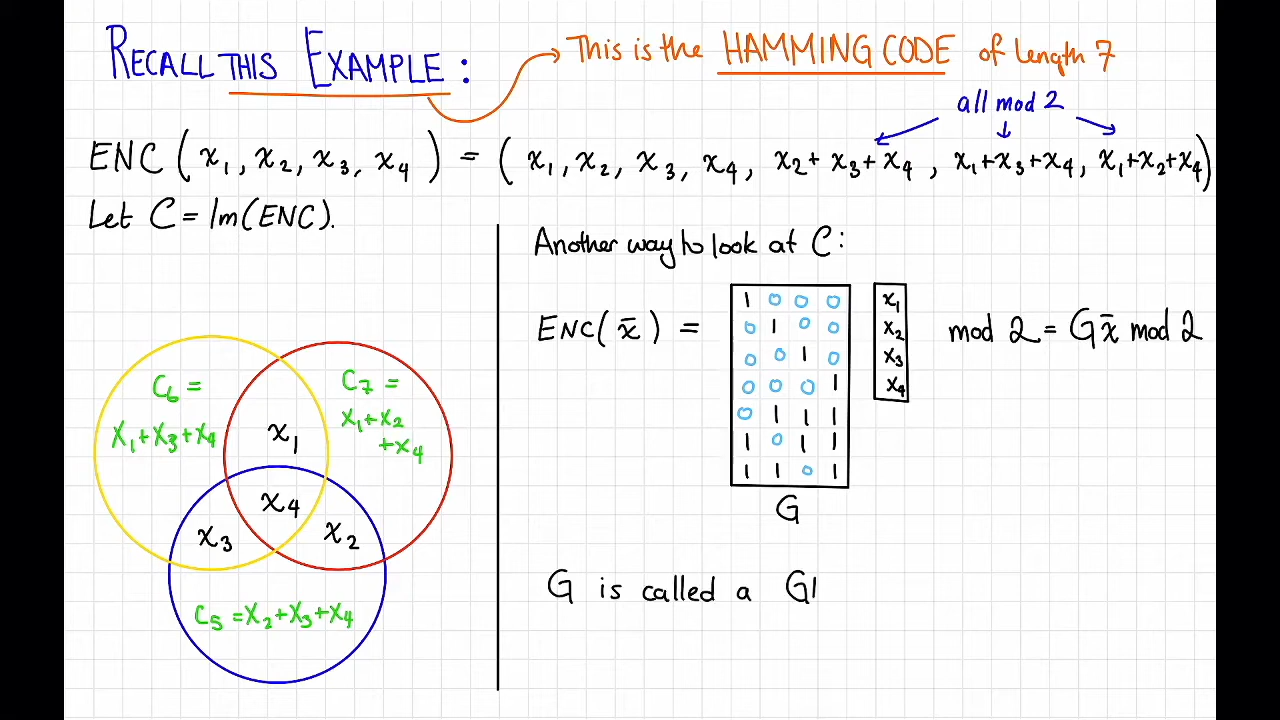 RECALL THIS EXAMPLE:
This is the HAMMING CODE of length 7
all mod 2
ENC(x₁, x₂, x₃, x₄) = (x₁, x₂, x₃, x₄, x₂+x₃+x₄, x₁+x₃+x₄, x₁+x₂+x₄)
Let C = Im(ENC).
C₆ =
x₁+x₃+x₄
C₇ =
x₁+x₂
+x₄
x₁
x₄
x₃
x₂
C₅ = x₂+x₃+x₄
Another way to look at C:
ENC(x̄) =
1 0 0 0
0 1 0 0
0 0 1 0
0 0 0 1
0 1 1 1
1 0 1 1
1 1 0 1
G
x₁
x₂
x₃
x₄
mod 2 = Gx̄ mod 2
G is called a GI